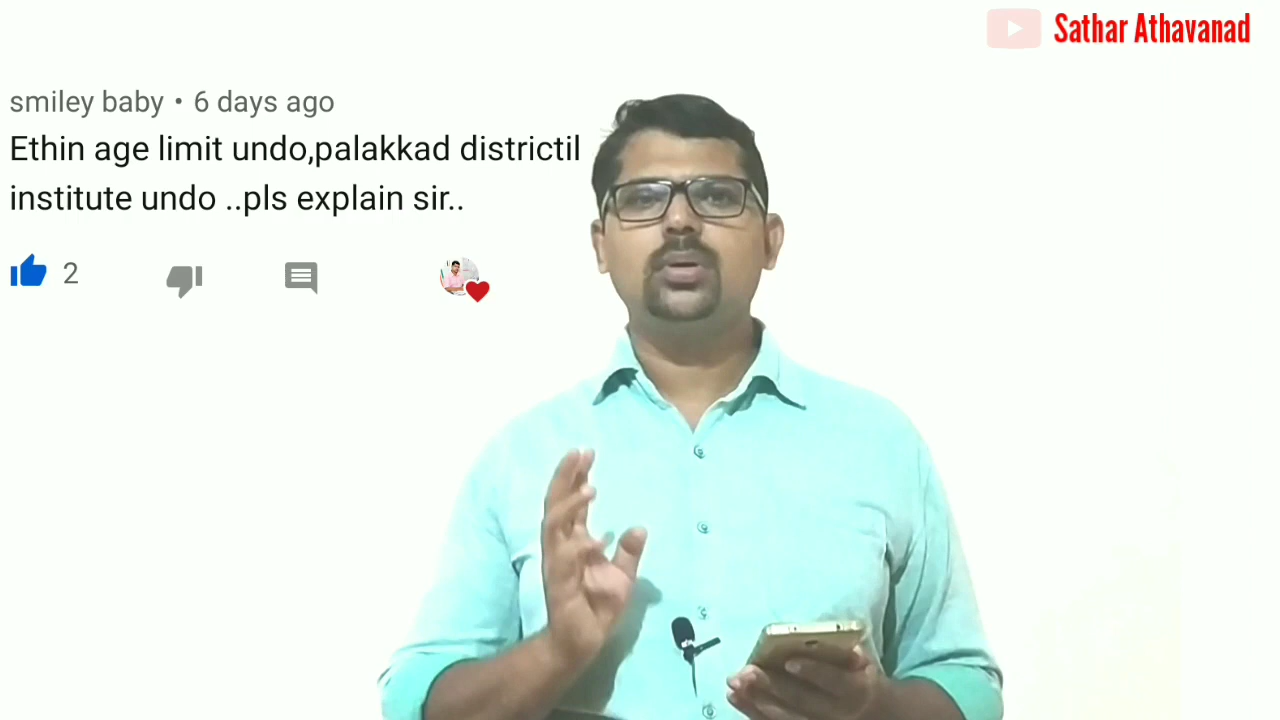 Sathar Athavanad
smiley baby • 6 days ago
Ethin age limit undo,palakkad districtil
institute undo ..pls explain sir..
2